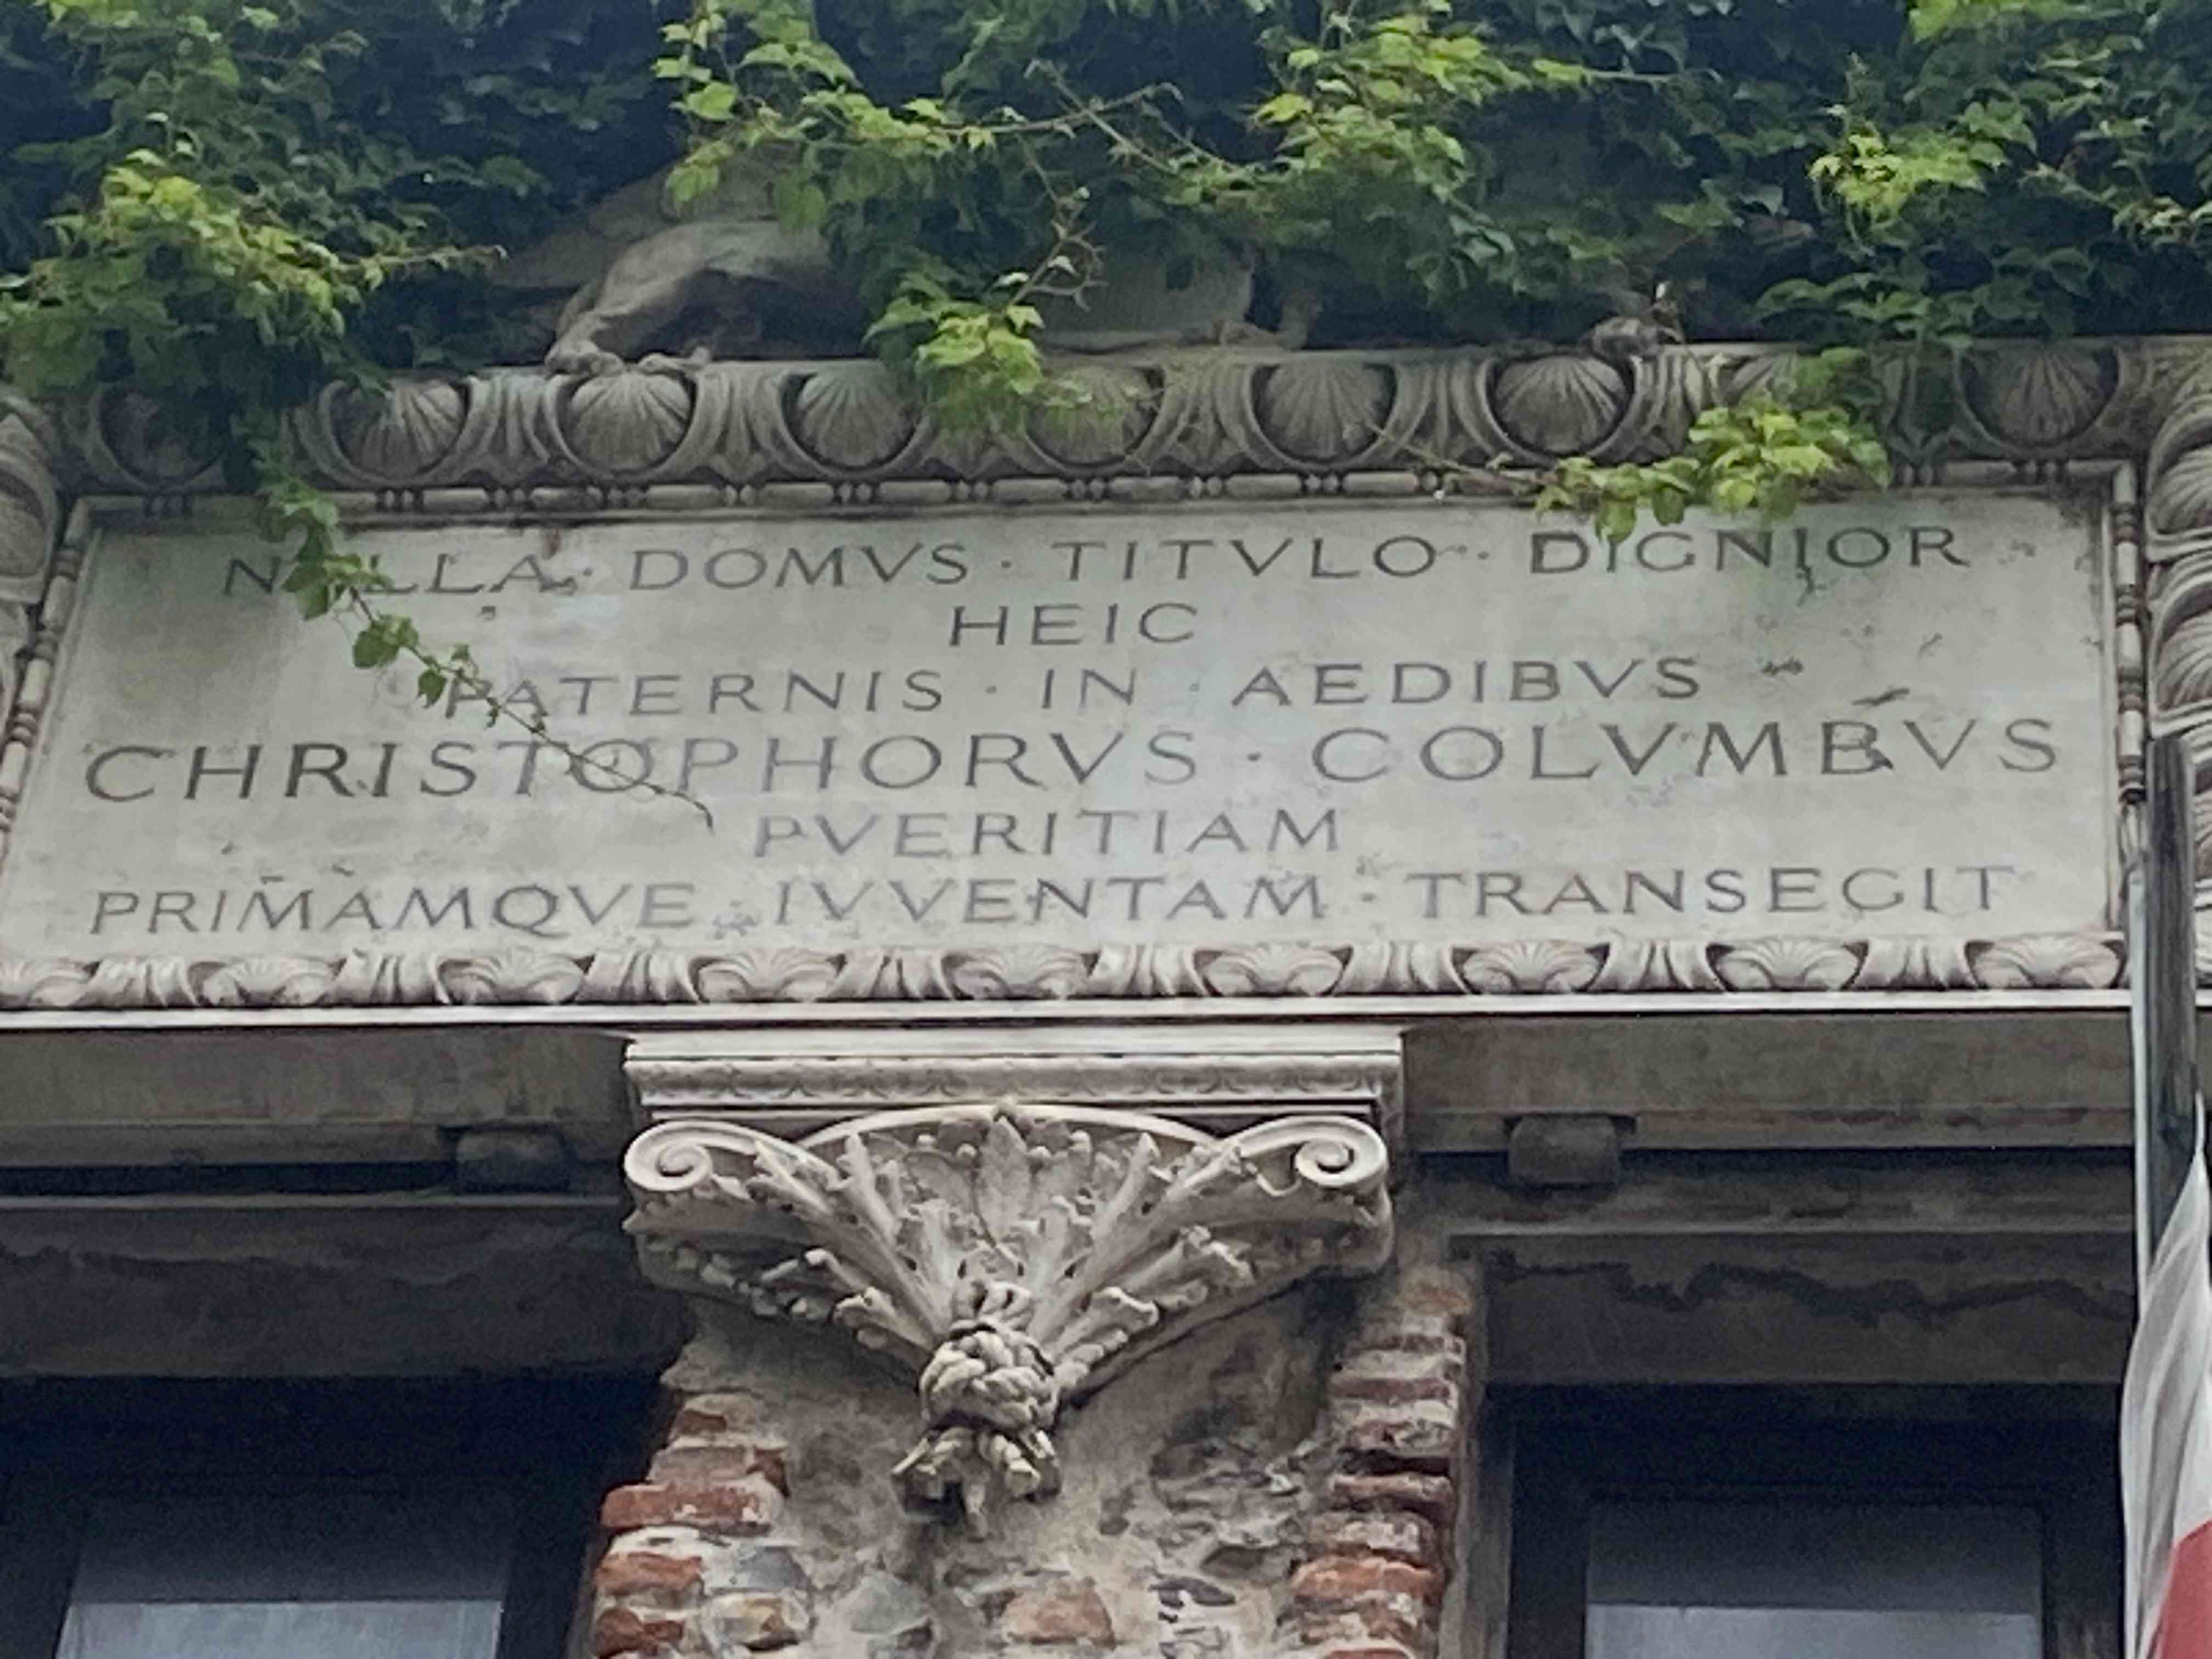 NVLLA · DOMVS · TITVLO · DIGNIOR
HEIC
PATERNIS · IN · AEDIBVS
CHRISTOPHORVS · COLVMBVS
PVERITIAM
PRIMAMQVE · IVVENTAM · TRANSEGIT